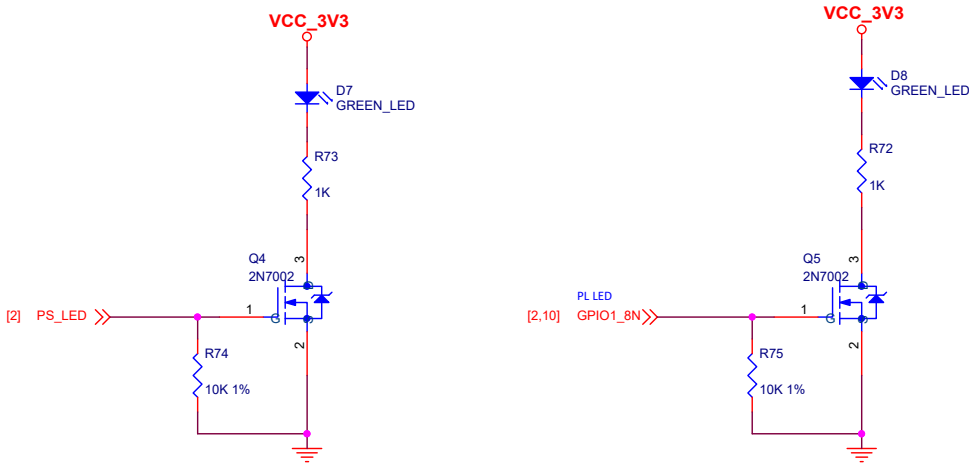 VCC_3V3
D7
GREEN_LED
R73
1K
Q4
2N7002
3
1
G
2
[2] PS_LED
R74
10K 1%
VCC_3V3
D8
GREEN_LED
R72
1K
Q5
2N7002
3
PL LED
1
G
2
[2,10] GPIO1_8N
R75
10K 1%